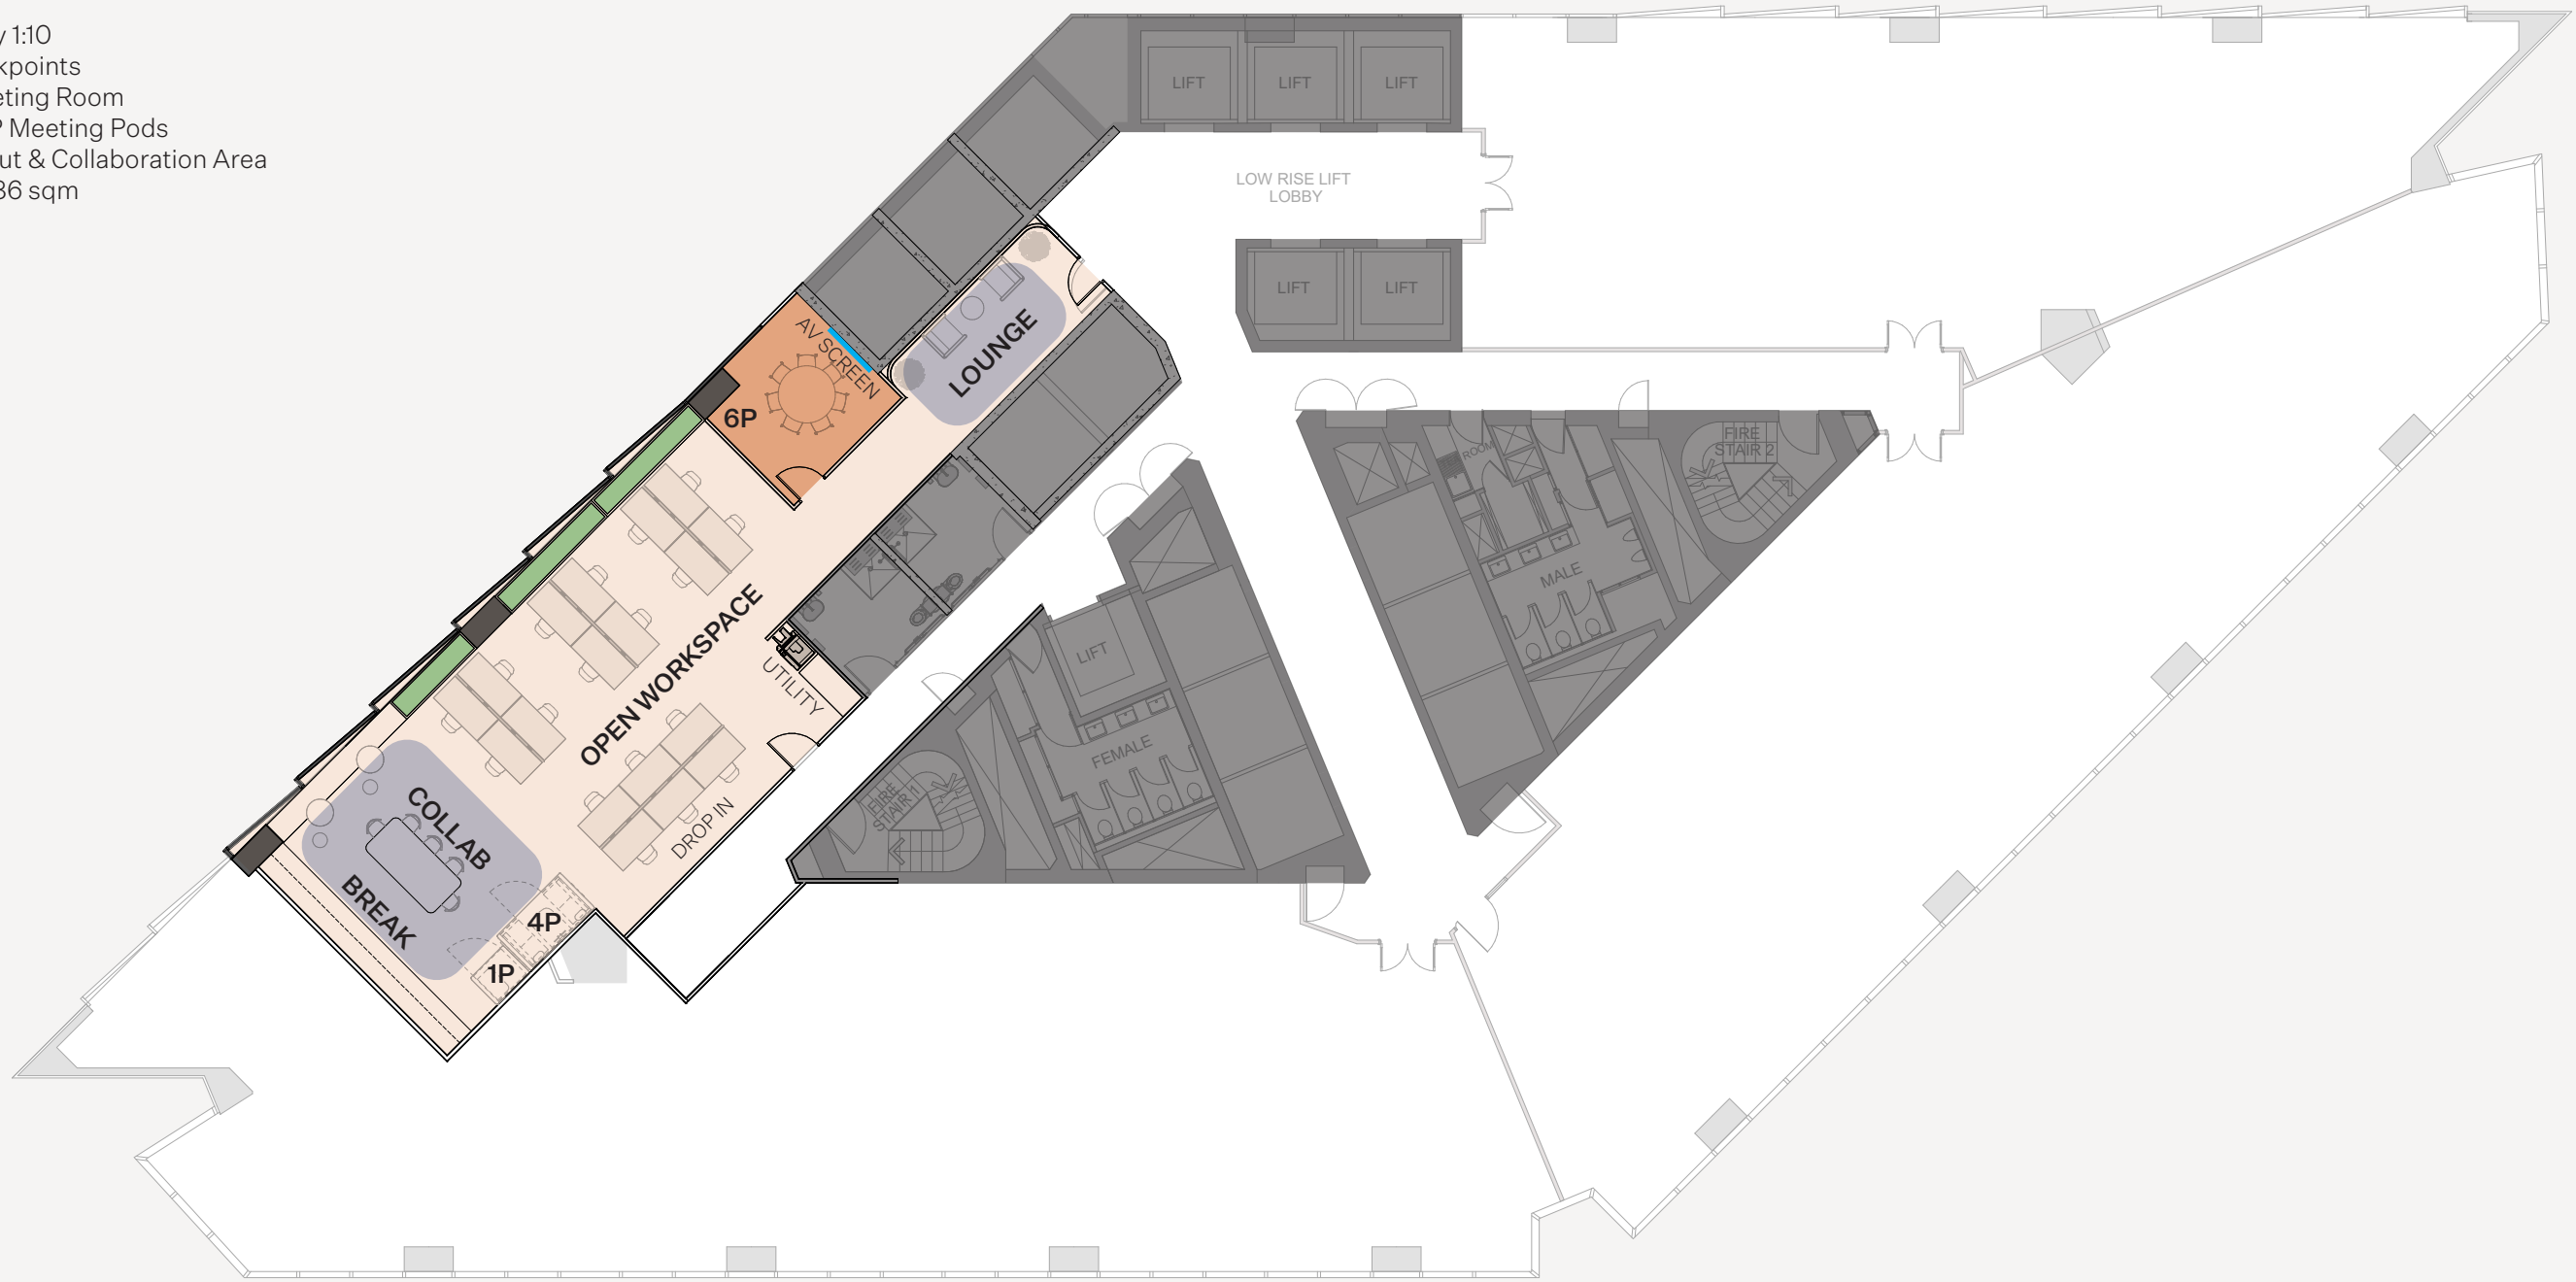 y 1:10
kpoints
eting Room
P Meeting Pods
ut & Collaboration Area
36 sqm
LIFT
LIFT
LIFT
LOW RISE LIFT
LOBBY
LIFT
LIFT
AV SCREEN
LOUNGE
6P
ROOM
FIRE
STAIR 2
MALE
OPEN WORKSPACE
UTILITY
LIFT
FEMALE
FIRE
STAIR 1
DROP IN
COLLAB
BREAK
4P
1P